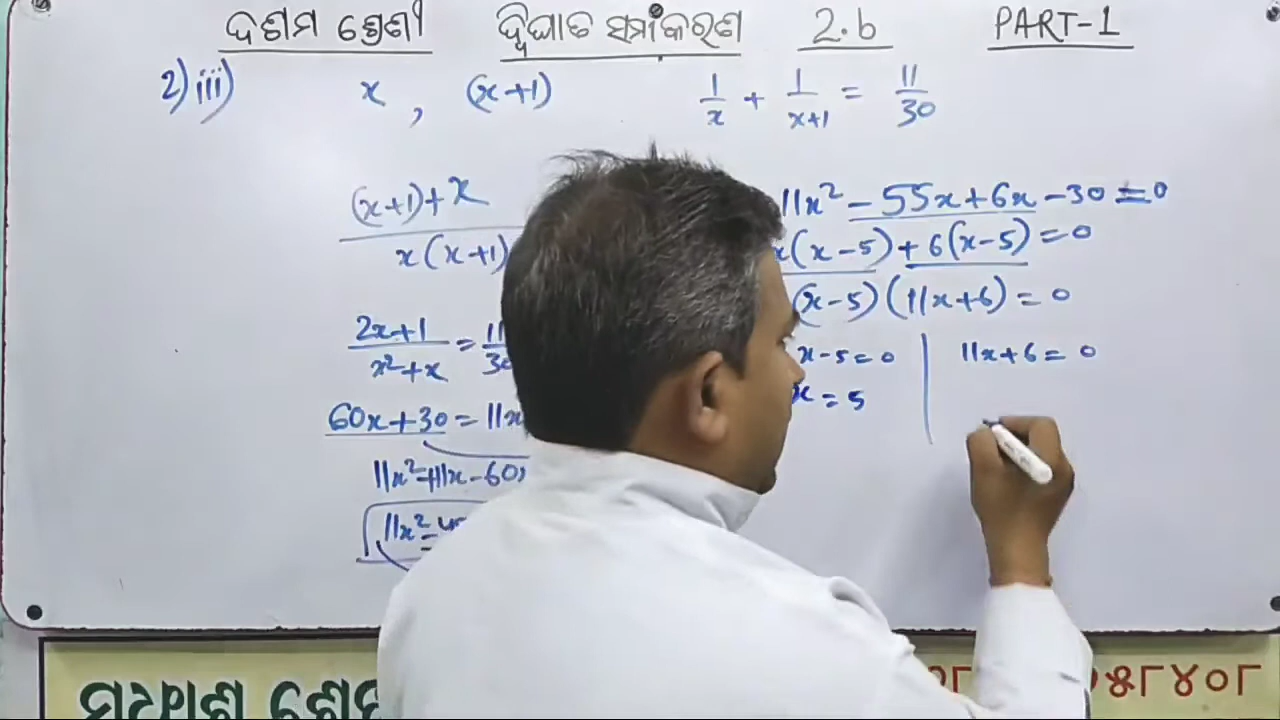 ଦଶମ ଶ୍ରେଣୀ ଦ୍ୱିଘାତ ସମୀକରଣ 2.b PART-1
2) iii) x , (x+1) 1/x + 1/(x+1) = 11/30
((x+1)+x)/(x(x+1)
(2x+1)/(x²+x) = 11/30
60x+30 = 11x
11x²+11x-60x
11x²-
11x² - 55x + 6x - 30 = 0
x(x-5) + 6(x-5) = 0
(x-5) (11x+6) = 0
x-5 = 0 | 11x+6 = 0
x = 5